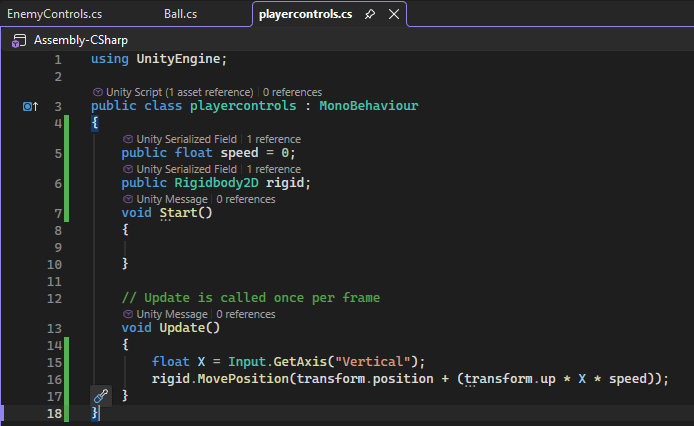 EnemyControls.cs Ball.cs playercontrols.cs
Assembly-CSharp
1 using UnityEngine;
2
Unity Script (1 asset reference) | 0 references
3 public class playercontrols : MonoBehaviour
4 {
Unity Serialized Field | 1 reference
5 public float speed = 0;
Unity Serialized Field | 1 reference
6 public Rigidbody2D rigid;
Unity Message | 0 references
7 void Start()
8 {
9
10 }
11
12 // Update is called once per frame
Unity Message | 0 references
13 void Update()
14 {
15 float X = Input.GetAxis("Vertical");
16 rigid.MovePosition(transform.position + (transform.up * X * speed));
17 }
18 }